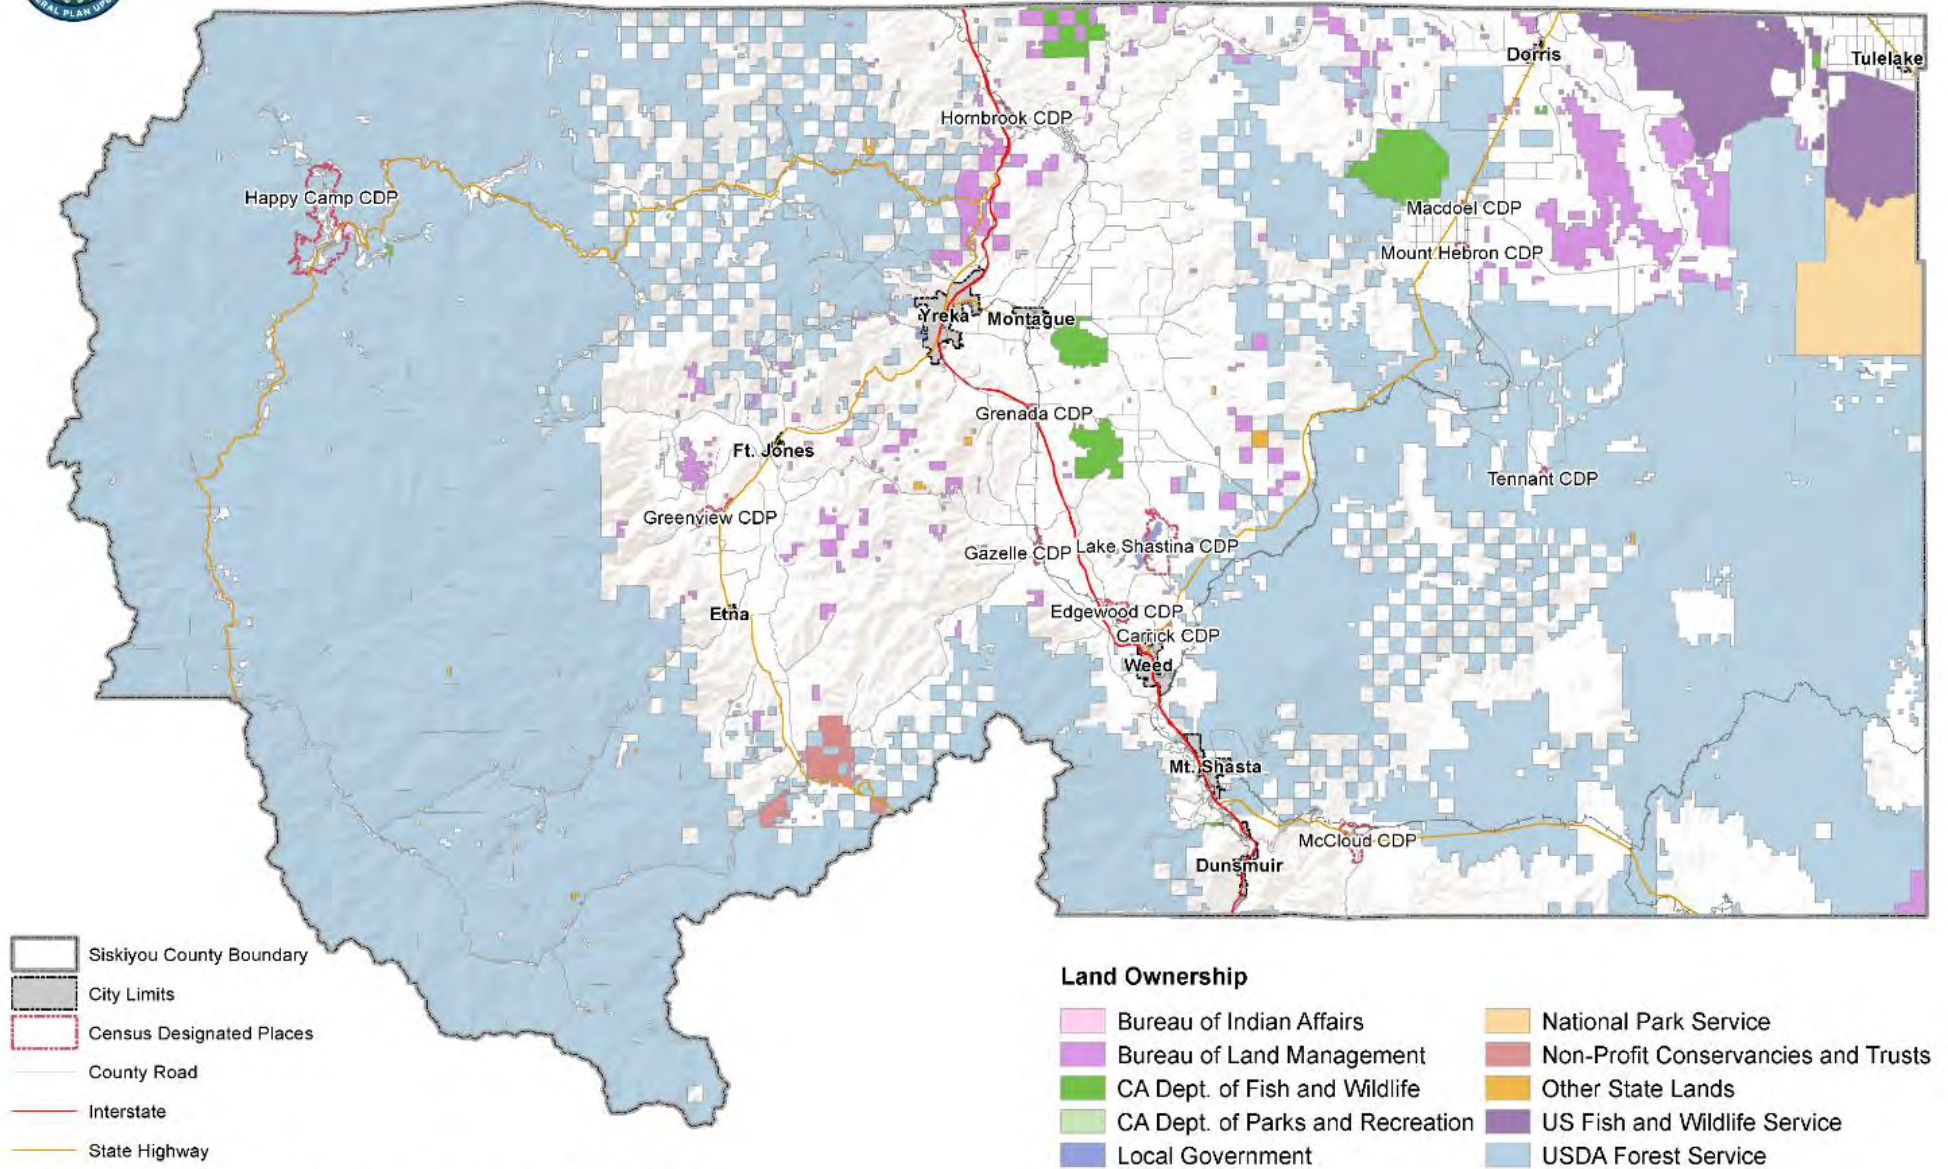 ERAL PLAN UPD
Dorris
Tulelake
Hornbrook CDP
Happy Camp CDP
Macdoel CDP
Mount Hebron CDP
Yreka
Montague
Grenada CDP
Ft. Jones
Tennant CDP
Greenview CDP
Gazelle CDP
Lake Shastina CDP
Etna
Edgewood CDP
Carrick CDP
Weed
Mt. Shasta
McCloud CDP
Dunsmuir
Siskiyou County Boundary
City Limits
Census Designated Places
County Road
Interstate
State Highway
Land Ownership
Bureau of Indian Affairs
Bureau of Land Management
CA Dept. of Fish and Wildlife
CA Dept. of Parks and Recreation
Local Government
National Park Service
Non-Profit Conservancies and Trusts
Other State Lands
US Fish and Wildlife Service
USDA Forest Service